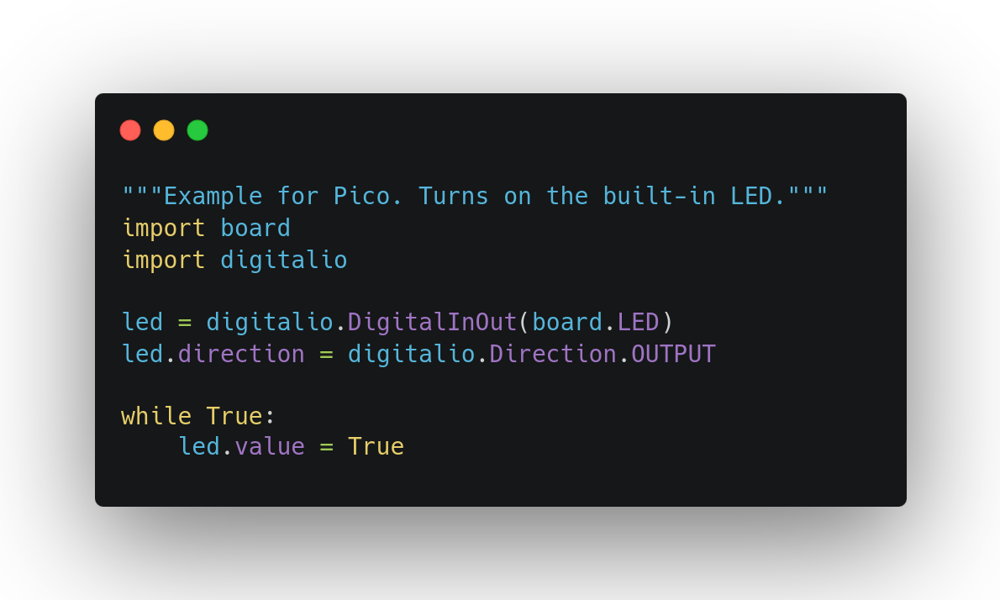 """Example for Pico. Turns on the built-in LED."""
import board
import digitalio

led = digitalio.DigitalInOut(board.LED)
led.direction = digitalio.Direction.OUTPUT

while True:
    led.value = True